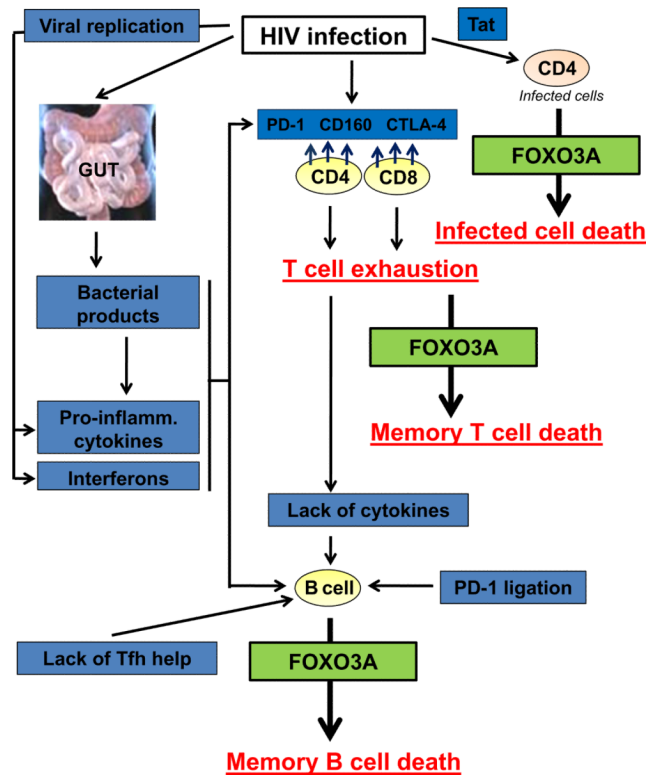 Viral replication
HIV infection
Tat
CD4
Infected cells
PD-1 CD160 CTLA-4
FOXO3A
GUT
CD4
CD8
Infected cell death
T cell exhaustion
Bacterial
products
FOXO3A
Pro-inflamm.
cytokines
Memory T cell death
Interferons
Lack of cytokines
B cell
PD-1 ligation
Lack of Tfh help
FOXO3A
Memory B cell death